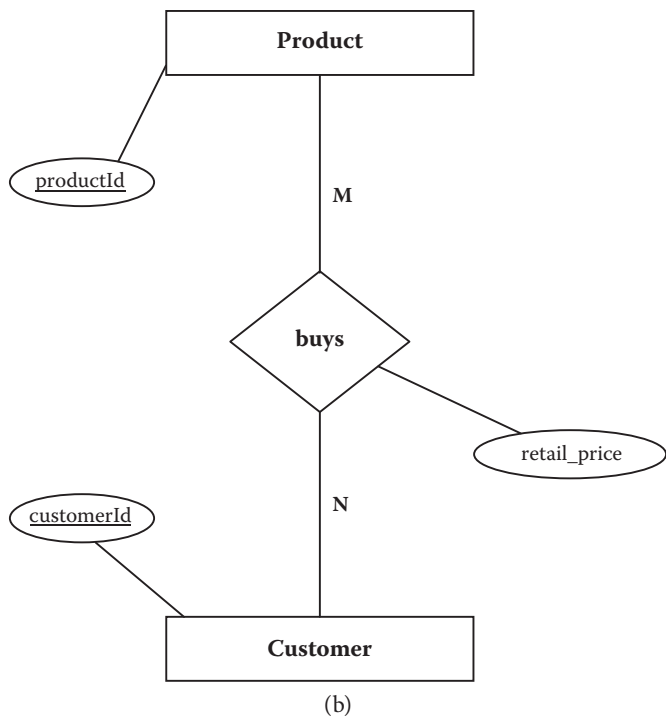 Product
productId
M
buys
retail_price
customerId
N
Customer
(b)